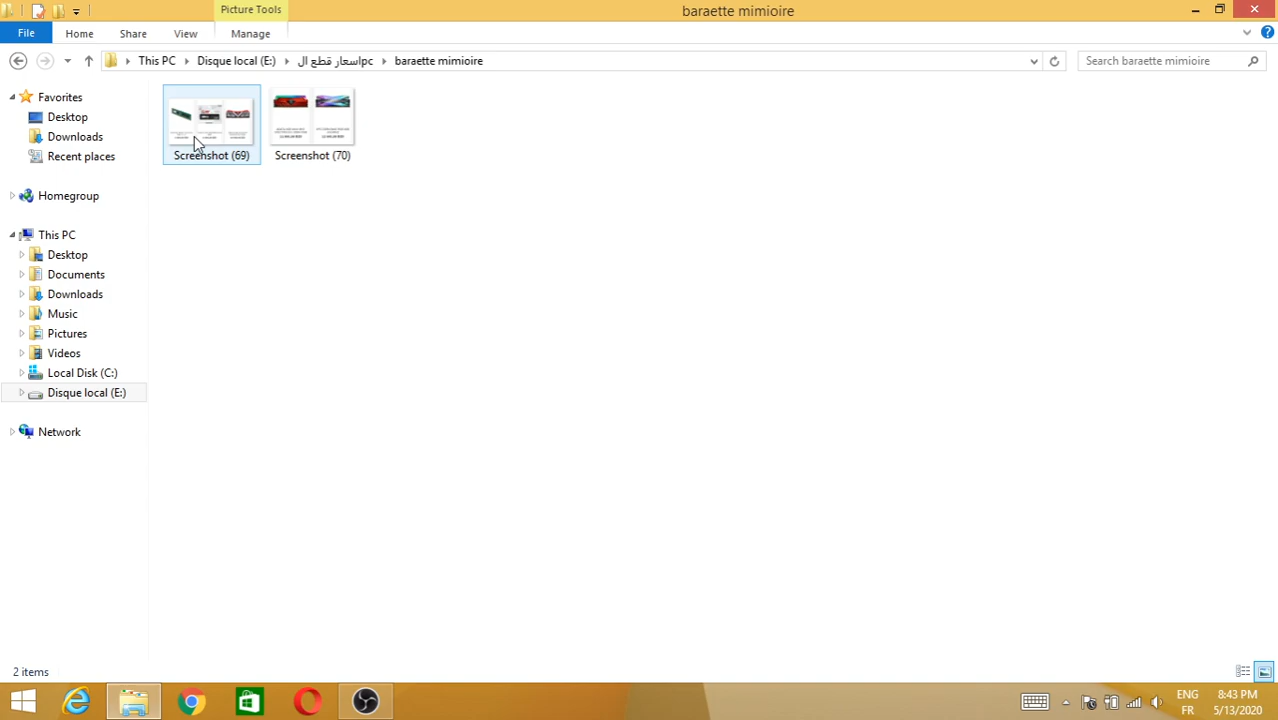 Picture Tools
baraette mimioire
File
Home
Share
View
Manage
This PC
Disque local (E:)
اسعار قطع الpc
baraette mimioire
Search baraette mimioire
Favorites
Desktop
Downloads
Recent places
Homegroup
This PC
Desktop
Documents
Downloads
Music
Pictures
Videos
Local Disk (C:)
Disque local (E:)
Network
Screenshot (69)
Screenshot (70)
2 items
ENG
FR
8:43 PM
5/13/2020